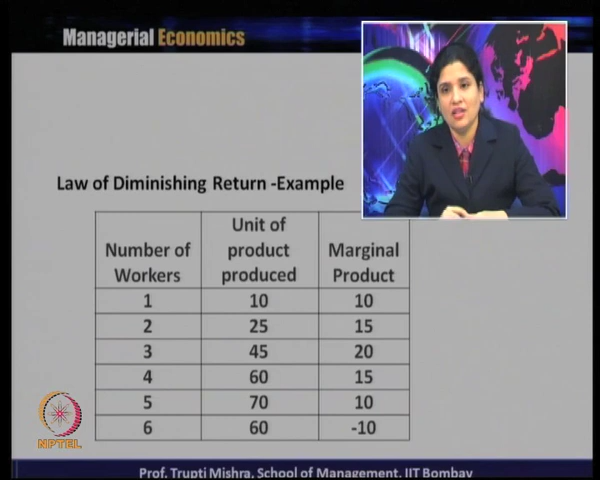 Managerial Economics
Law of Diminishing Return -Example
Number of Workers Unit of product produced Marginal Product
1 10 10
2 25 15
3 45 20
4 60 15
5 70 10
6 60 -10
NPTEL
Prof. Trupti Mishra, School of Management, IIT Bombay